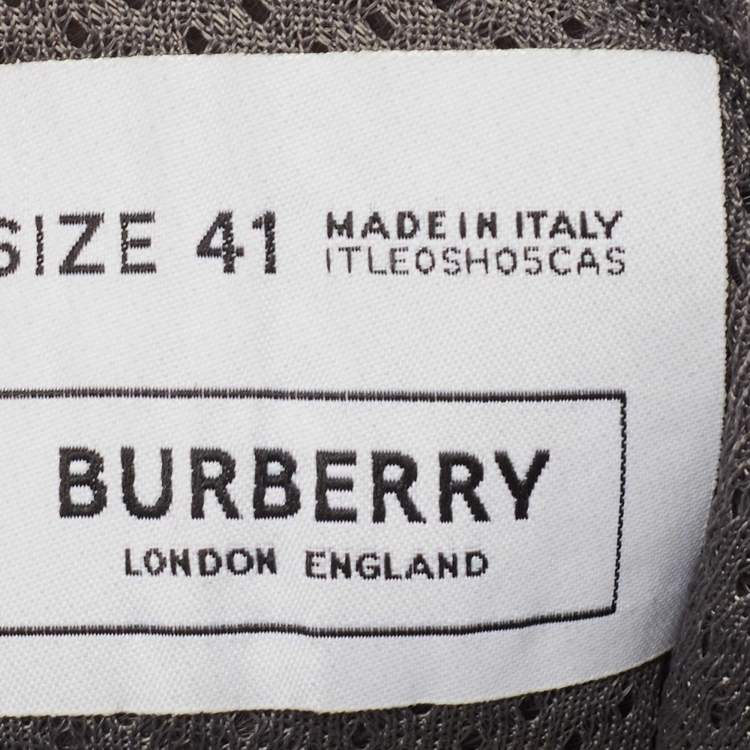 SIZE 41 MADE IN ITALY
ITLE0SH05CAS
BURBERRY
LONDON ENGLAND